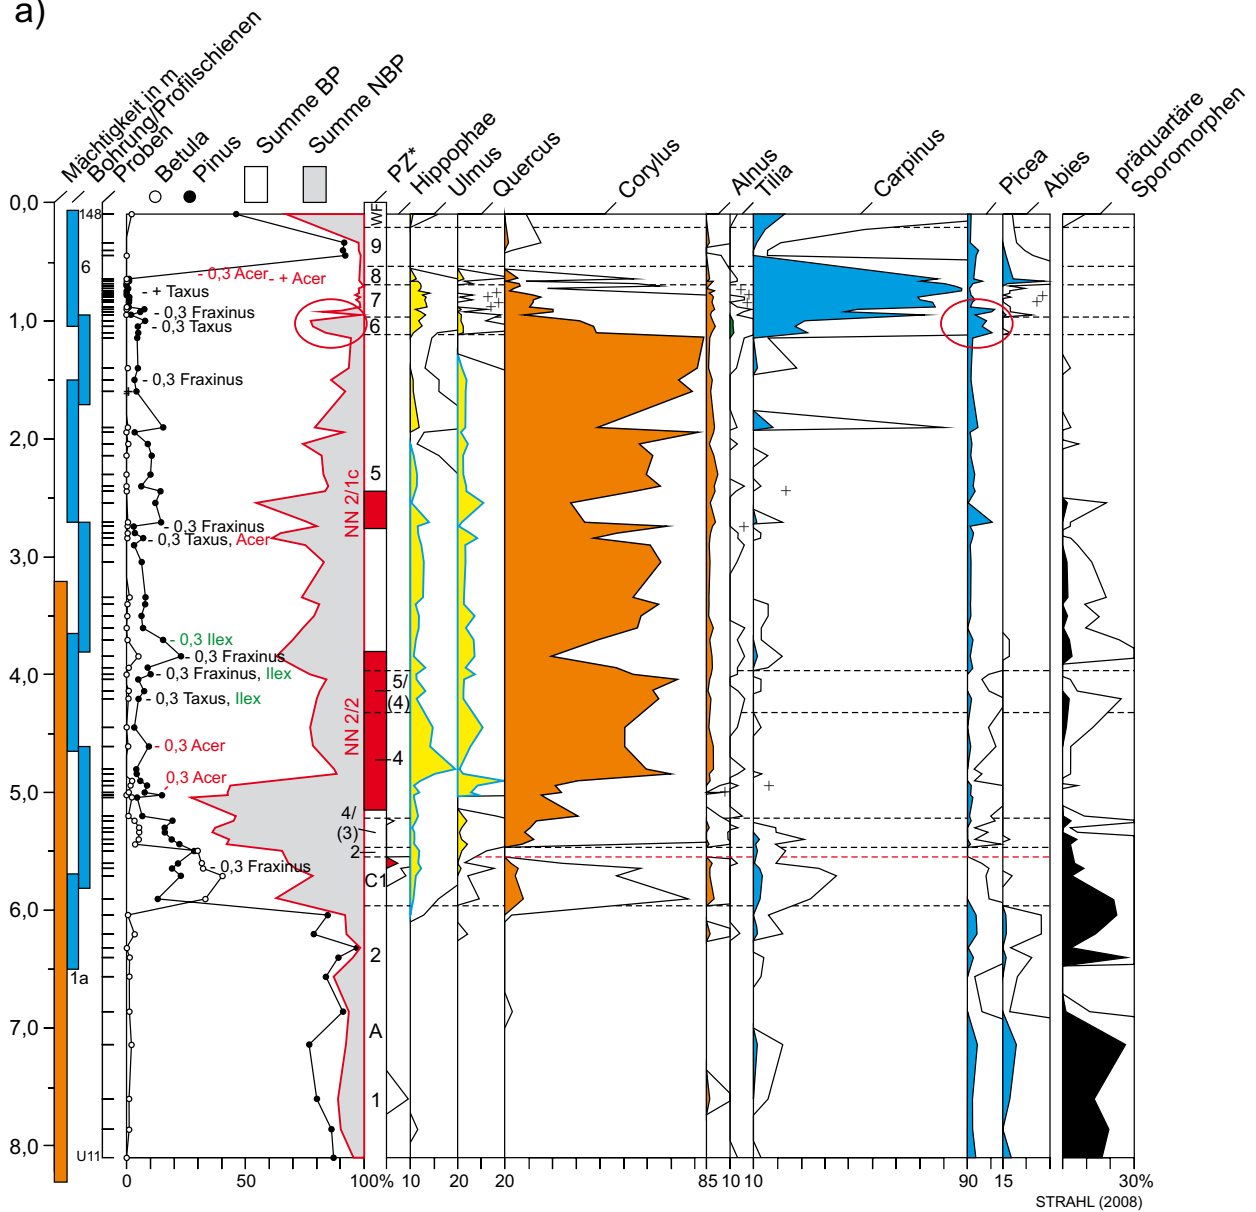 a)
Mächtigkeit in m
Bohrung/Profilschienen
Proben
Betula
Pinus
Summe BP
Summe NBP
PZ*
Hippophae
Ulmus
Quercus
Corylus
Alnus
Tilia
Carpinus
Picea
Abies
präquartäre
Sporomorphen
0,0
1,0
2,0
3,0
4,0
5,0
6,0
7,0
8,0
148
6
1a
U11
- 0,3 Acer
- + Acer
- + Taxus
- 0,3 Fraxinus
- 0,3 Taxus
- 0,3 Fraxinus
- 0,3 Fraxinus
- 0,3 Taxus, Acer
- 0,3 Ilex
- 0,3 Fraxinus
- 0,3 Fraxinus, Ilex
- 0,3 Taxus, Ilex
- 0,3 Acer
0,3 Acer
- 0,3 Fraxinus
NN 2/1c
NN 2/2
WF
9
8
7
6
5
5/
(4)
4
4/
(3)
2
C1
2
A
1
0 50 100% 10 20 20 85 10 10 90 15 30%
STRAHL (2008)